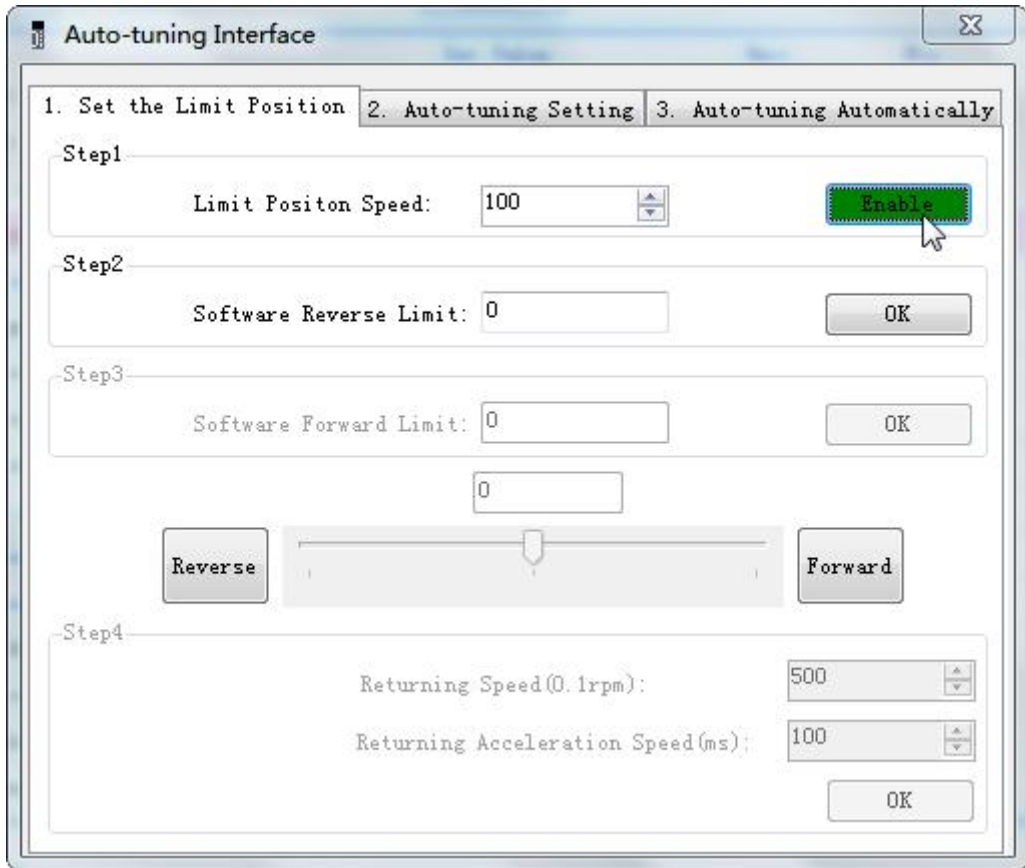 Auto-tuning Interface
1. Set the Limit Position 2. Auto-tuning Setting 3. Auto-tuning Automatically
Step1
Limit Positon Speed: 100 Enable
Step2
Software Reverse Limit: 0 OK
Step3
Software Forward Limit: 0 OK
0
Reverse Forward
Step4
Returning Speed(0.1rpm): 500
Returning Acceleration Speed(ms): 100
OK